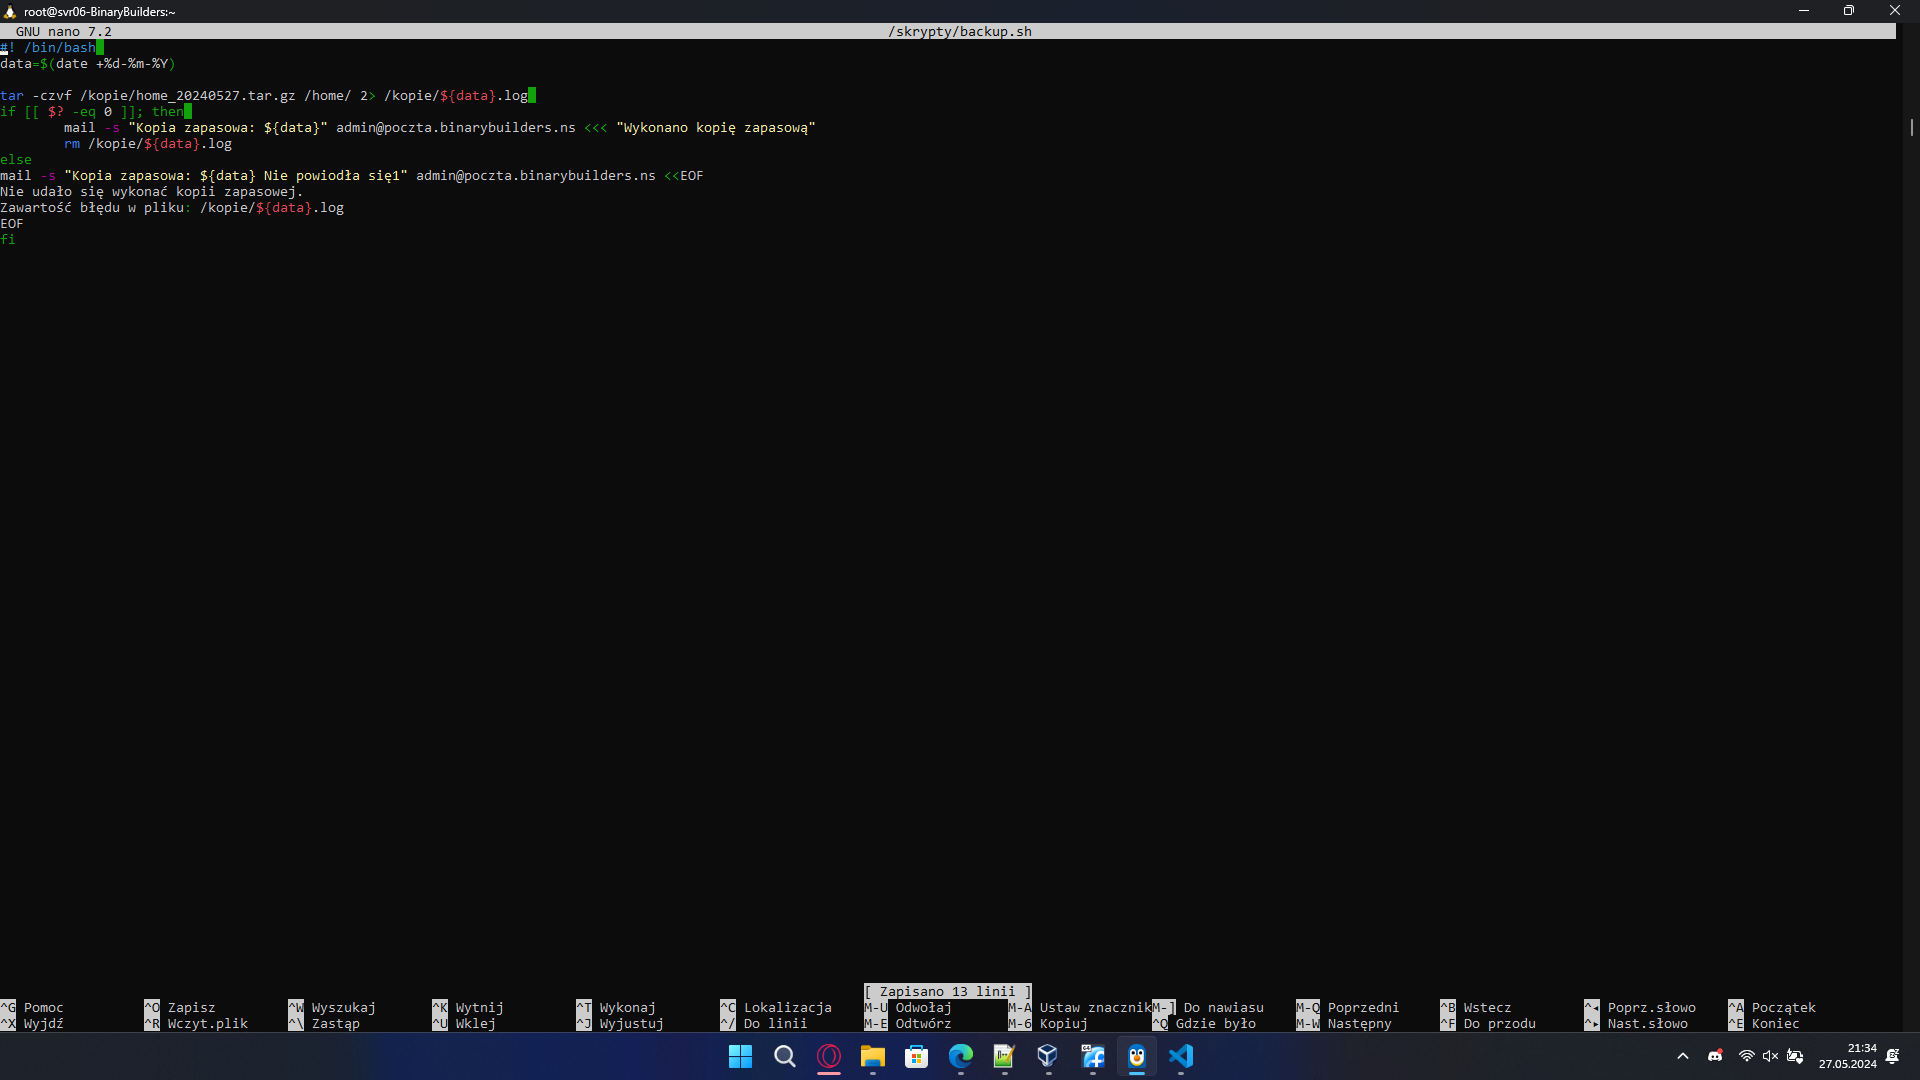 root@svr06-BinaryBuilders:~
GNU nano 7.2 /skrypty/backup.sh
#! /bin/bash
data=$(date +%d-%m-%Y)
tar -czvf /kopie/home_20240527.tar.gz /home/ 2> /kopie/${data}.log
if [[ $? -eq 0 ]]; then
mail -s "Kopia zapasowa: ${data}" admin@poczta.binarybuilders.ns <<< "Wykonano kopię zapasową"
rm /kopie/${data}.log
else
mail -s "Kopia zapasowa: ${data} Nie powiodła się1" admin@poczta.binarybuilders.ns <<EOF
Nie udało się wykonać kopii zapasowej.
Zawartość błędu w pliku: /kopie/${data}.log
EOF
fi
[ Zapisano 13 linii ]
^G Pomoc ^O Zapisz ^W Wyszukaj ^K Wytnij ^T Wykonaj ^C Lokalizacja M-U Odwołaj M-A Ustaw znacznik M-] Do nawiasu M-Q Poprzedni ^B Wstecz ^◂ Poprz.słowo ^A Początek
^X Wyjdź ^R Wczyt.plik ^\ Zastąp ^U Wklej ^J Wyjustuj ^/ Do linii M-E Odtwórz M-6 Kopiuj ^Q Gdzie było M-W Następny ^F Do przodu ^▸ Nast.słowo ^E Koniec
21:34
27.05.2024